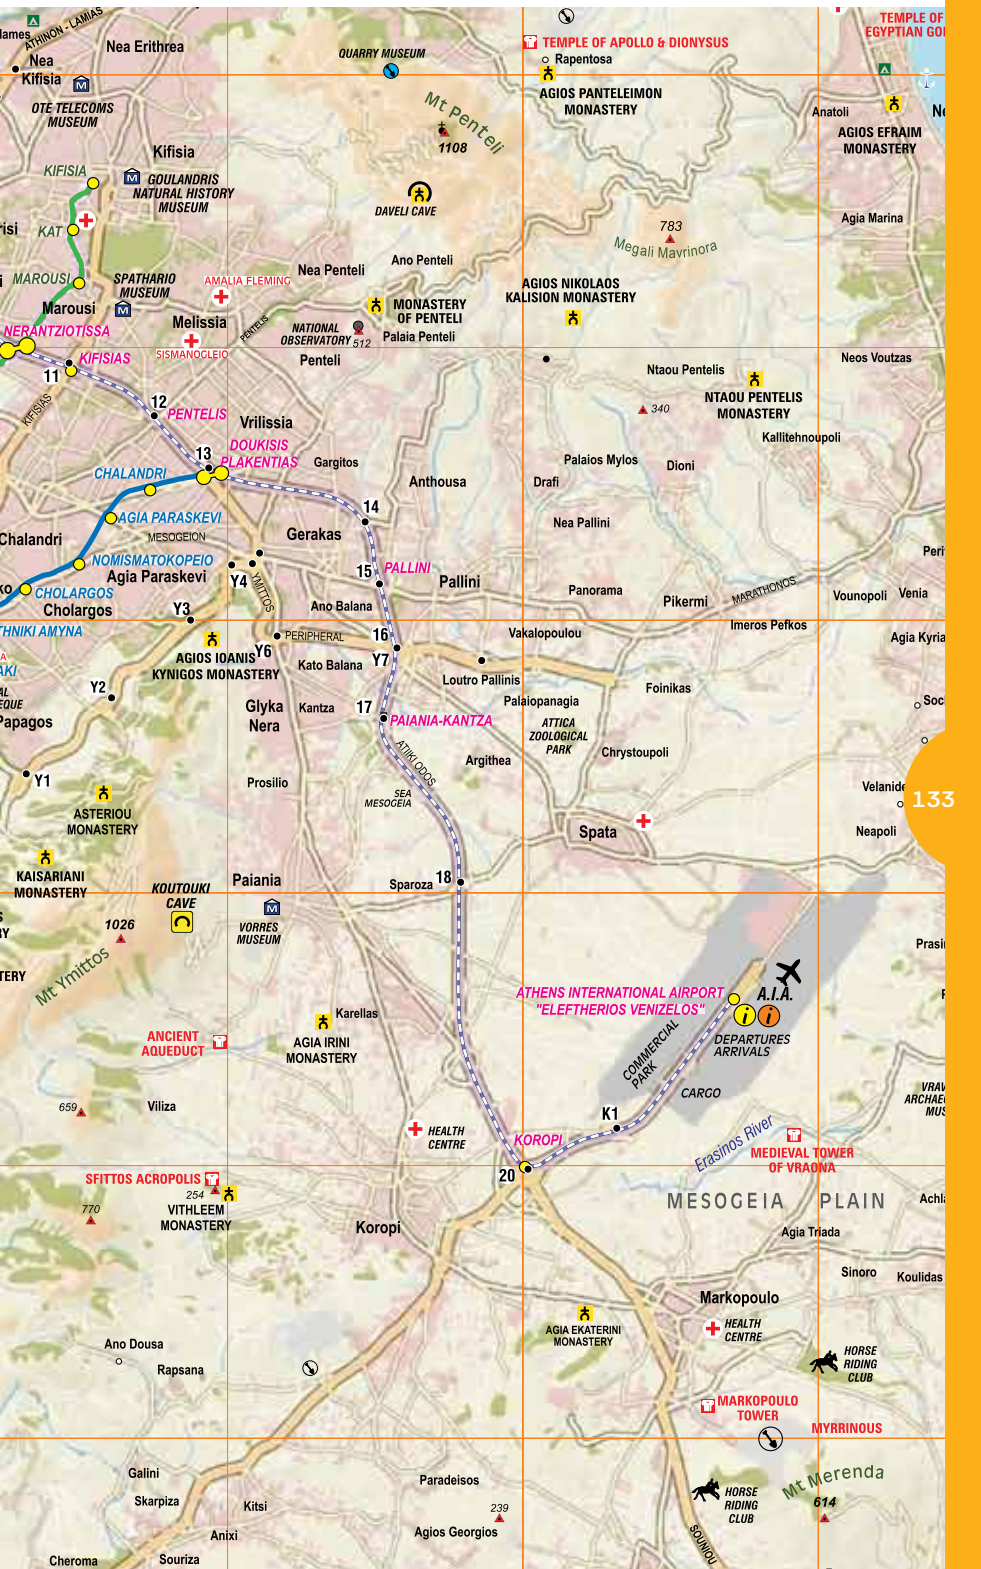 ATHINON - LAMIAS
Nea Erithrea
Nea
Kifisia
OTE TELECOMS
MUSEUM
QUARRY MUSEUM
TEMPLE OF APOLLO & DIONYSUS
Rapentosa
AGIOS PANTELEIMON
MONASTERY
TEMPLE OF
Anatoli
AGIOS EFRAIM
MONASTERY
Mt Penteli
1108
Kifisia
KIFISIA
GOULANDRIS
NATURAL HISTORY
MUSEUM
DAVELI CAVE
KAT
783
Megali Mavrinora
Agia Marina
MAROUSI
SPATHARIO
MUSEUM
Marousi
AMALIA FLEMING
Nea Penteli
Ano Penteli
AGIOS NIKOLAOS
KALISION MONASTERY
MONASTERY
OF PENTELI
Melissia
PENTELIS
NATIONAL
OBSERVATORY
512
Palaia Penteli
SISMANOGLEIO
Penteli
NERANTZIOTISSA
KIFISIAS
11
KIFISIAS
12
PENTELIS
Vrilissia
Ntaou Pentelis
Neos Voutzas
NTAOU PENTELIS
MONASTERY
340
Kallitehnoupoli
13
DOUKISIS
PLAKENTIAS
CHALANDRI
Gargitos
Anthousa
Palaios Mylos
Dioni
Drafi
14
AGIA PARASKEVI
MESOGEION
Chalandri
Gerakas
Nea Pallini
NOMISMATOKOPEIO
Agia Paraskevi
CHOLARGOS
Cholargos
Y4
YMITTOS
15
PALLINI
Pallini
Panorama
Pikermi
MARATHONOS
Vounopoli
Venia
Ano Balana
Y3
16
Y7
Y6
PERIPHERAL
Vakalopoulou
Imeros Pefkos
Agia Kyria
THNIKI AMYNA
AGIOS IOANIS
KYNIGOS MONASTERY
Kato Balana
Loutro Pallinis
Foinikas
Y2
Papagos
Glyka
Nera
Kantza
17
PAIANIA-KANTZA
Palaiopanagia
ATTICA
ZOOLOGICAL
PARK
Chrystoupoli
ATIIKI ODOS
Argithea
Y1
Prosilio
SEA
MESOGEIA
ASTERIOU
MONASTERY
133
Neapoli
Spata
KAISARIANI
MONASTERY
KOUTOUKI
CAVE
Paiania
Sparoza
18
1026
Mt Ymittos
VORRES
MUSEUM
ATHENS INTERNATIONAL AIRPORT
"ELEFTHERIOS VENIZELOS"
A.I.A.
DEPARTURES
ARRIVALS
COMMERCIAL
PARK
CARGO
Karellas
AGIA IRINI
MONASTERY
ANCIENT
AQUEDUCT
659
Viliza
HEALTH
CENTRE
KOROPI
K1
20
Erasinos River
MEDIEVAL TOWER
OF VRAONA
SFITTOS ACROPOLIS
254
VITHLEEM
MONASTERY
770
MESOGEIA PLAIN
Koropi
Agia Triada
Sinoro
Koulidas
Markopoulo
AGIA EKATERINI
MONASTERY
HEALTH
CENTRE
Ano Dousa
Rapsana
HORSE
RIDING
CLUB
MARKOPOULO
TOWER
MYRRINOUS
Mt Merenda
614
Galini
Skarpiza
Kitsi
Paradeisos
HORSE
RIDING
CLUB
239
Agios Georgios
Anixi
Cheroma
Souriza
SOUNIOU